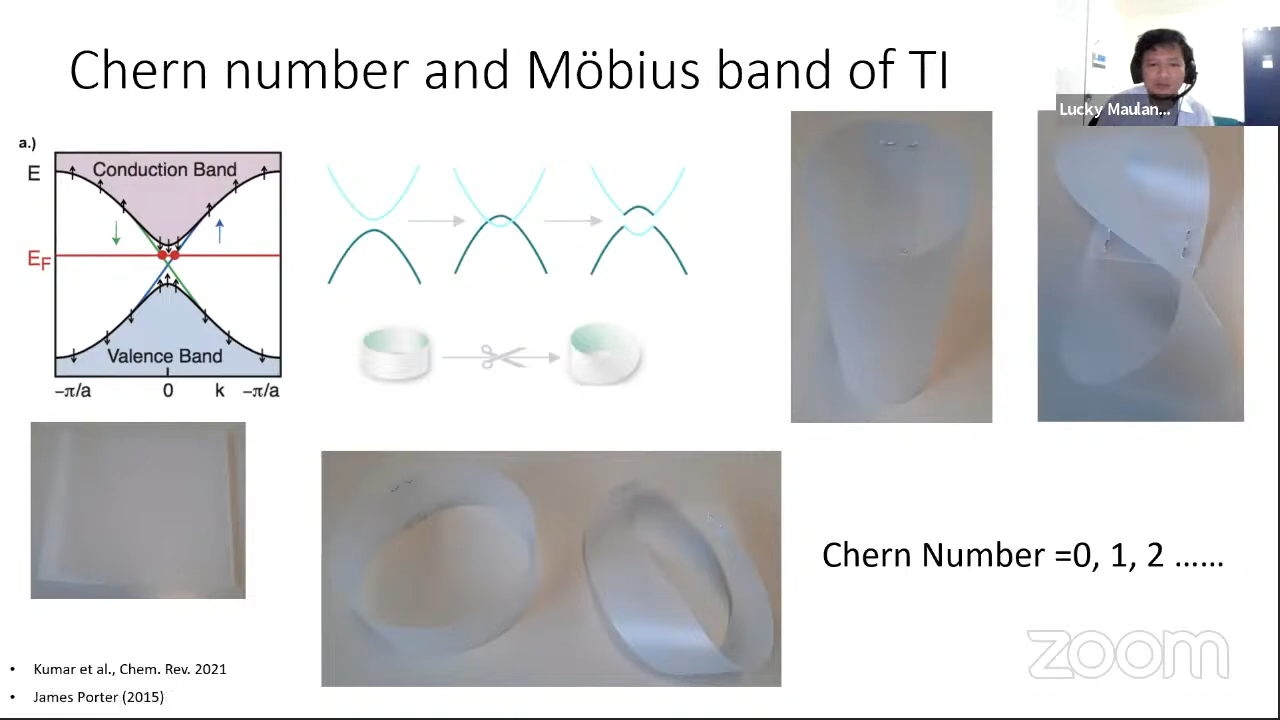 Chern number and Möbius band of TI
Lucky Maulan...
a.)
E
Conduction Band
E_F
Valence Band
−π/a 0 k −π/a
Chern Number =0, 1, 2 ......
• Kumar et al., Chem. Rev. 2021
• James Porter (2015)
zoom